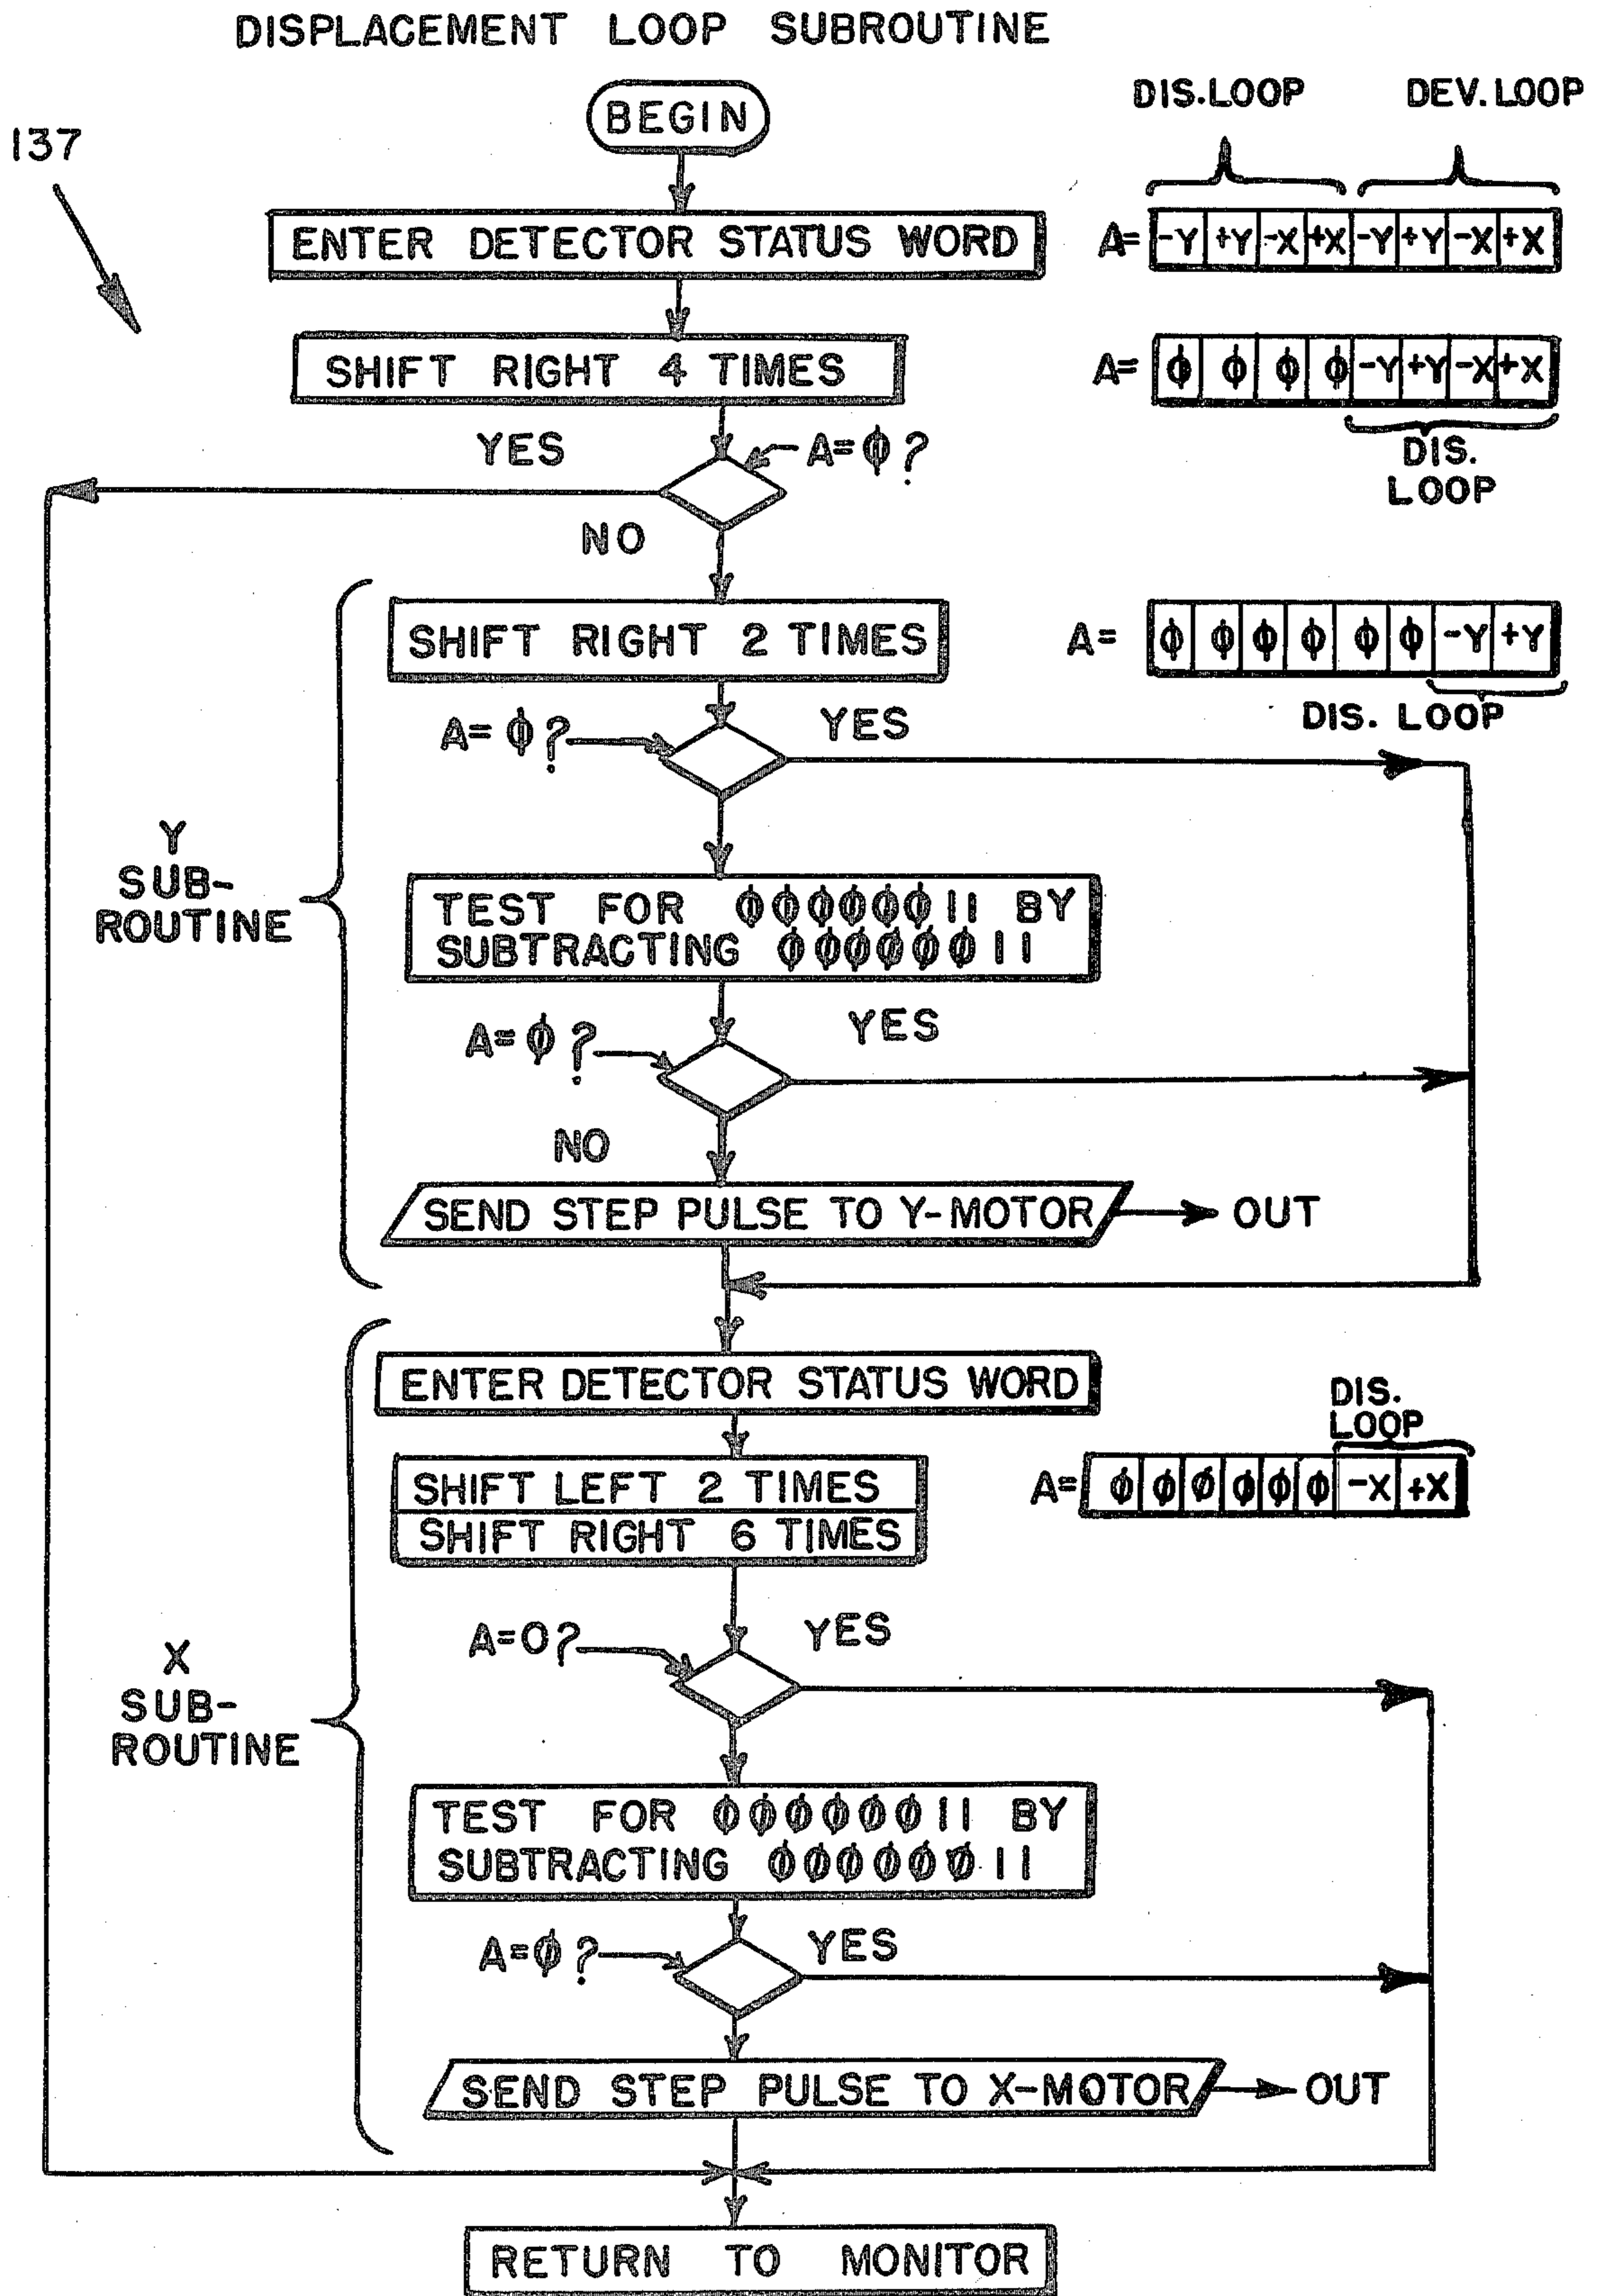 DISPLACEMENT LOOP SUBROUTINE
137
BEGIN
DIS.LOOP DEV.LOOP
ENTER DETECTOR STATUS WORD
A= -Y +Y -X +X -Y +Y -X +X
SHIFT RIGHT 4 TIMES
A= ϕ ϕ ϕ ϕ -Y +Y -X +X
DIS.
LOOP
YES
A=ϕ?
NO
Y
SUB-
ROUTINE
SHIFT RIGHT 2 TIMES
A= ϕ ϕ ϕ ϕ ϕ ϕ -Y +Y
DIS. LOOP
A=ϕ?
YES
TEST FOR ϕϕϕϕϕϕ11 BY
SUBTRACTING ϕϕϕϕϕϕ11
A=ϕ?
YES
NO
SEND STEP PULSE TO Y-MOTOR
OUT
X
SUB-
ROUTINE
ENTER DETECTOR STATUS WORD
SHIFT LEFT 2 TIMES
SHIFT RIGHT 6 TIMES
DIS.
LOOP
A= ϕ ϕ ϕ ϕ ϕ ϕ -X +X
A=0?
YES
TEST FOR ϕϕϕϕϕϕ11 BY
SUBTRACTING ϕϕϕϕϕϕ11
A=ϕ?
YES
SEND STEP PULSE TO X-MOTOR
OUT
RETURN TO MONITOR